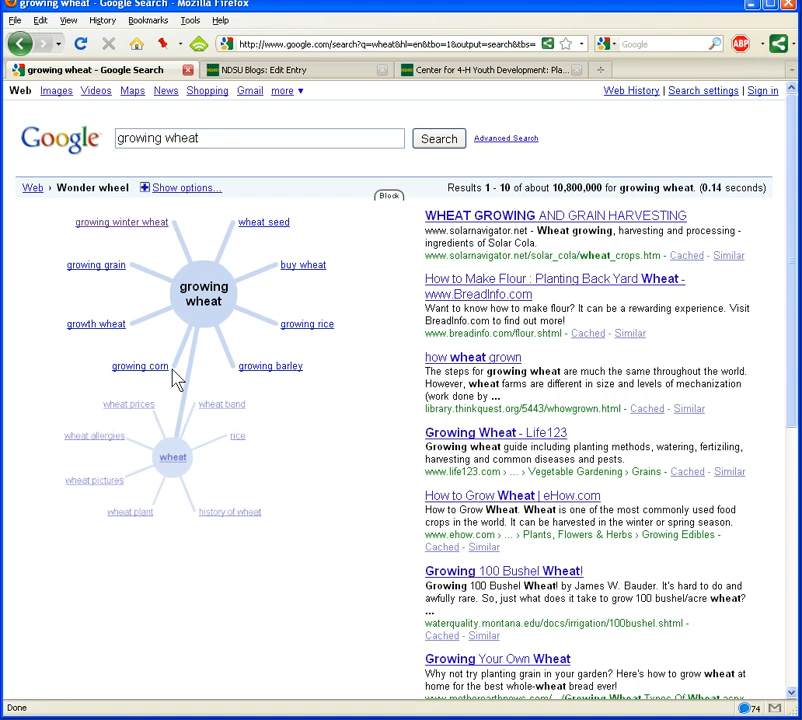 growing wheat - Google Search - Mozilla Firefox
File Edit View History Bookmarks Tools Help
http://www.google.com/search?q=wheat&hl=en&tbo=1&output=search&tbs=
Google
ABP
growing wheat - Google Search
NDSU Blogs: Edit Entry
Center for 4-H Youth Development: Pla...
Web Images Videos Maps News Shopping Gmail more ▼
Web History | Search settings | Sign in
Google
growing wheat
Search
Advanced Search
Web › Wonder wheel
Show options...
Block
Results 1 - 10 of about 10,800,000 for growing wheat. (0.14 seconds)
growing winter wheat
wheat seed
growing grain
buy wheat
growing
wheat
growth wheat
growing rice
growing corn
growing barley
wheat prices
wheat band
wheat allergies
rice
wheat
wheat pictures
wheat plant
history of wheat
WHEAT GROWING AND GRAIN HARVESTING
www.solarnavigator.net - Wheat growing, harvesting and processing -
ingredients of Solar Cola.
www.solarnavigator.net/solar_cola/wheat_crops.htm - Cached - Similar
How to Make Flour : Planting Back Yard Wheat -
www.BreadInfo.com
Want to know how to make flour? It can be a rewarding experience. Visit
BreadInfo.com to find out more!
www.breadinfo.com/flour.shtml - Cached - Similar
how wheat grown
The steps for growing wheat are much the same throughout the world.
However, wheat farms are different in size and levels of mechanization
(work done by ...
library.thinkquest.org/5443/whowgrown.html - Cached - Similar
Growing Wheat - Life123
Growing wheat guide including planting methods, watering, fertiziling,
harvesting and common diseases and pests.
www.life123.com › ... › Vegetable Gardening › Grains - Cached - Similar
How to Grow Wheat | eHow.com
How to Grow Wheat. Wheat is one of the most commonly used food
crops in the world. It can be harvested in the winter or spring season.
www.ehow.com › ... › Plants, Flowers & Herbs › Growing Edibles -
Cached - Similar
Growing 100 Bushel Wheat!
Growing 100 Bushel Wheat! by James W. Bauder. It's hard to do and
awfully rare. So, just what does it take to grow 100 bushel/acre wheat?
...
waterquality.montana.edu/docs/irrigation/100bushel.shtml -
Cached - Similar
Growing Your Own Wheat
Why not try planting grain in your garden? Here's how to grow wheat at
home for the best whole-wheat bread ever!
Done
74